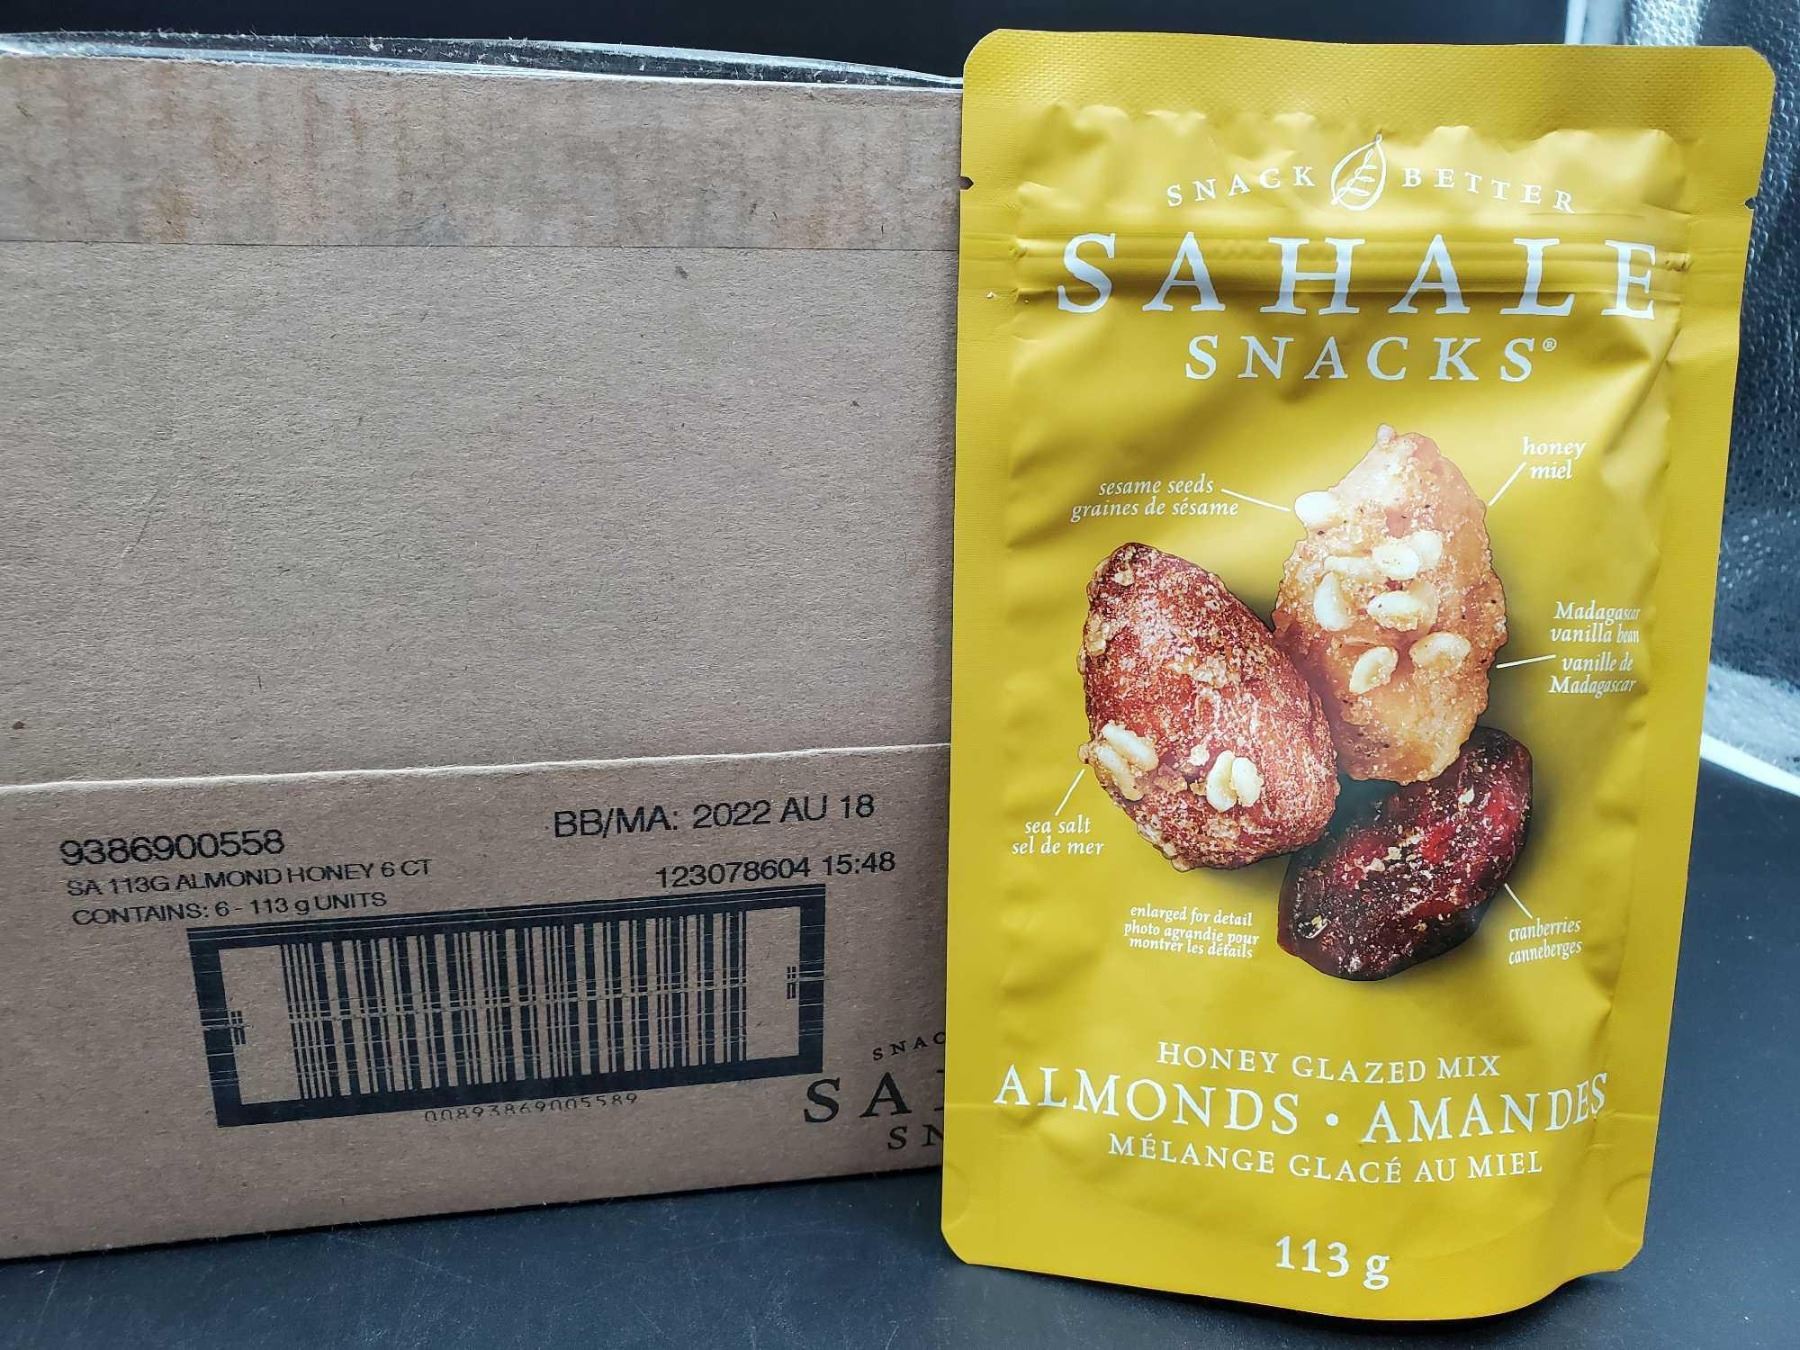 9386900558
BB/MA: 2022 AU 18
SA 113G ALMOND HONEY 6 CT
123078604 15:48
CONTAINS: 6 - 113 g UNITS
00893869005589
SNAC
SA
SN
SNACK BETTER
SAHALE
SNACKS®
honey
miel
sesame seeds
graines de sésame
Madagascar
vanilla bean
vanille de
Madagascar
sea salt
sel de mer
enlarged for detail
photo agrandie pour
montrer les détails
cranberries
canneberges
HONEY GLAZED MIX
ALMONDS • AMANDES
MÉLANGE GLACÉ AU MIEL
113 g